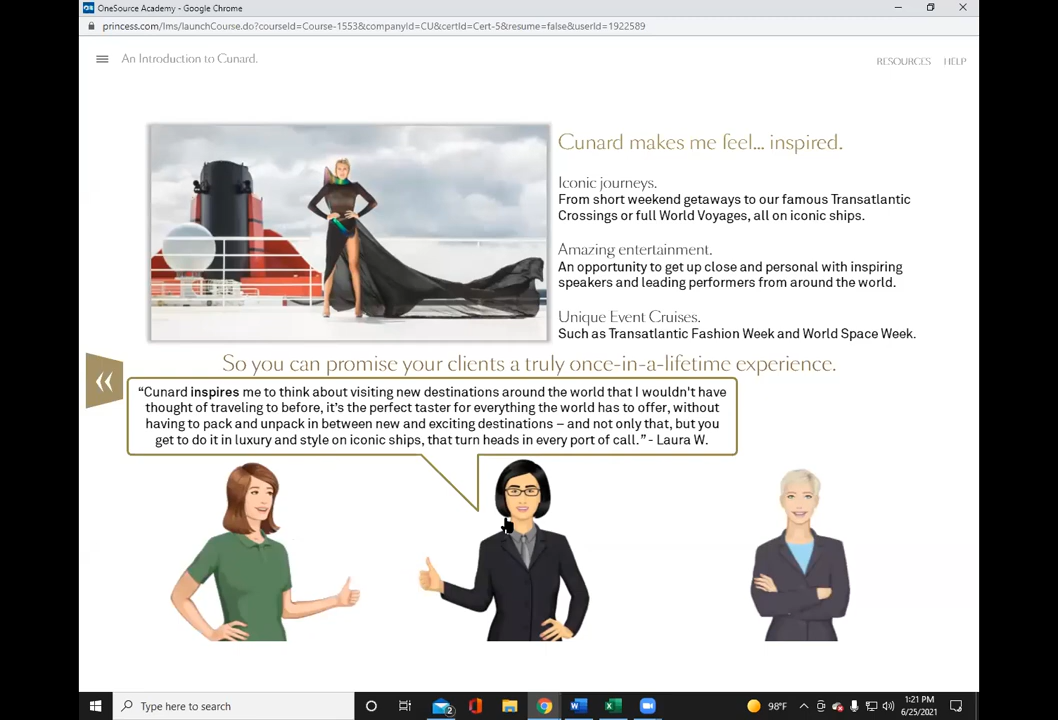 OneSource Academy - Google Chrome
princess.com/lms/launchCourse.do?courseId=Course-1553&companyId=CU&certId=Cert-5&resume=false&userId=1922589
An Introduction to Cunard.
RESOURCES HELP
Cunard makes me feel... inspired.
Iconic journeys.
From short weekend getaways to our famous Transatlantic
Crossings or full World Voyages, all on iconic ships.
Amazing entertainment.
An opportunity to get up close and personal with inspiring
speakers and leading performers from around the world.
Unique Event Cruises.
Such as Transatlantic Fashion Week and World Space Week.
So you can promise your clients a truly once-in-a-lifetime experience.
“Cunard inspires me to think about visiting new destinations around the world that I wouldn't have
thought of traveling to before, it’s the perfect taster for everything the world has to offer, without
having to pack and unpack in between new and exciting destinations – and not only that, but you
get to do it in luxury and style on iconic ships, that turn heads in every port of call.” - Laura W.
Type here to search
2
98°F
1:21 PM
6/25/2021